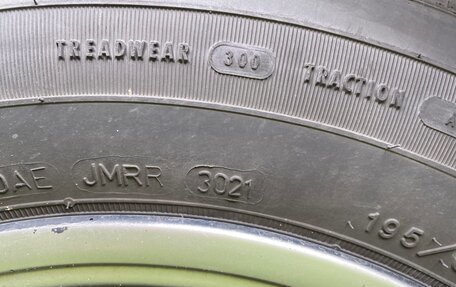 TREADWEAR 300 TRACTION A
DAE JMRR 3021
195/